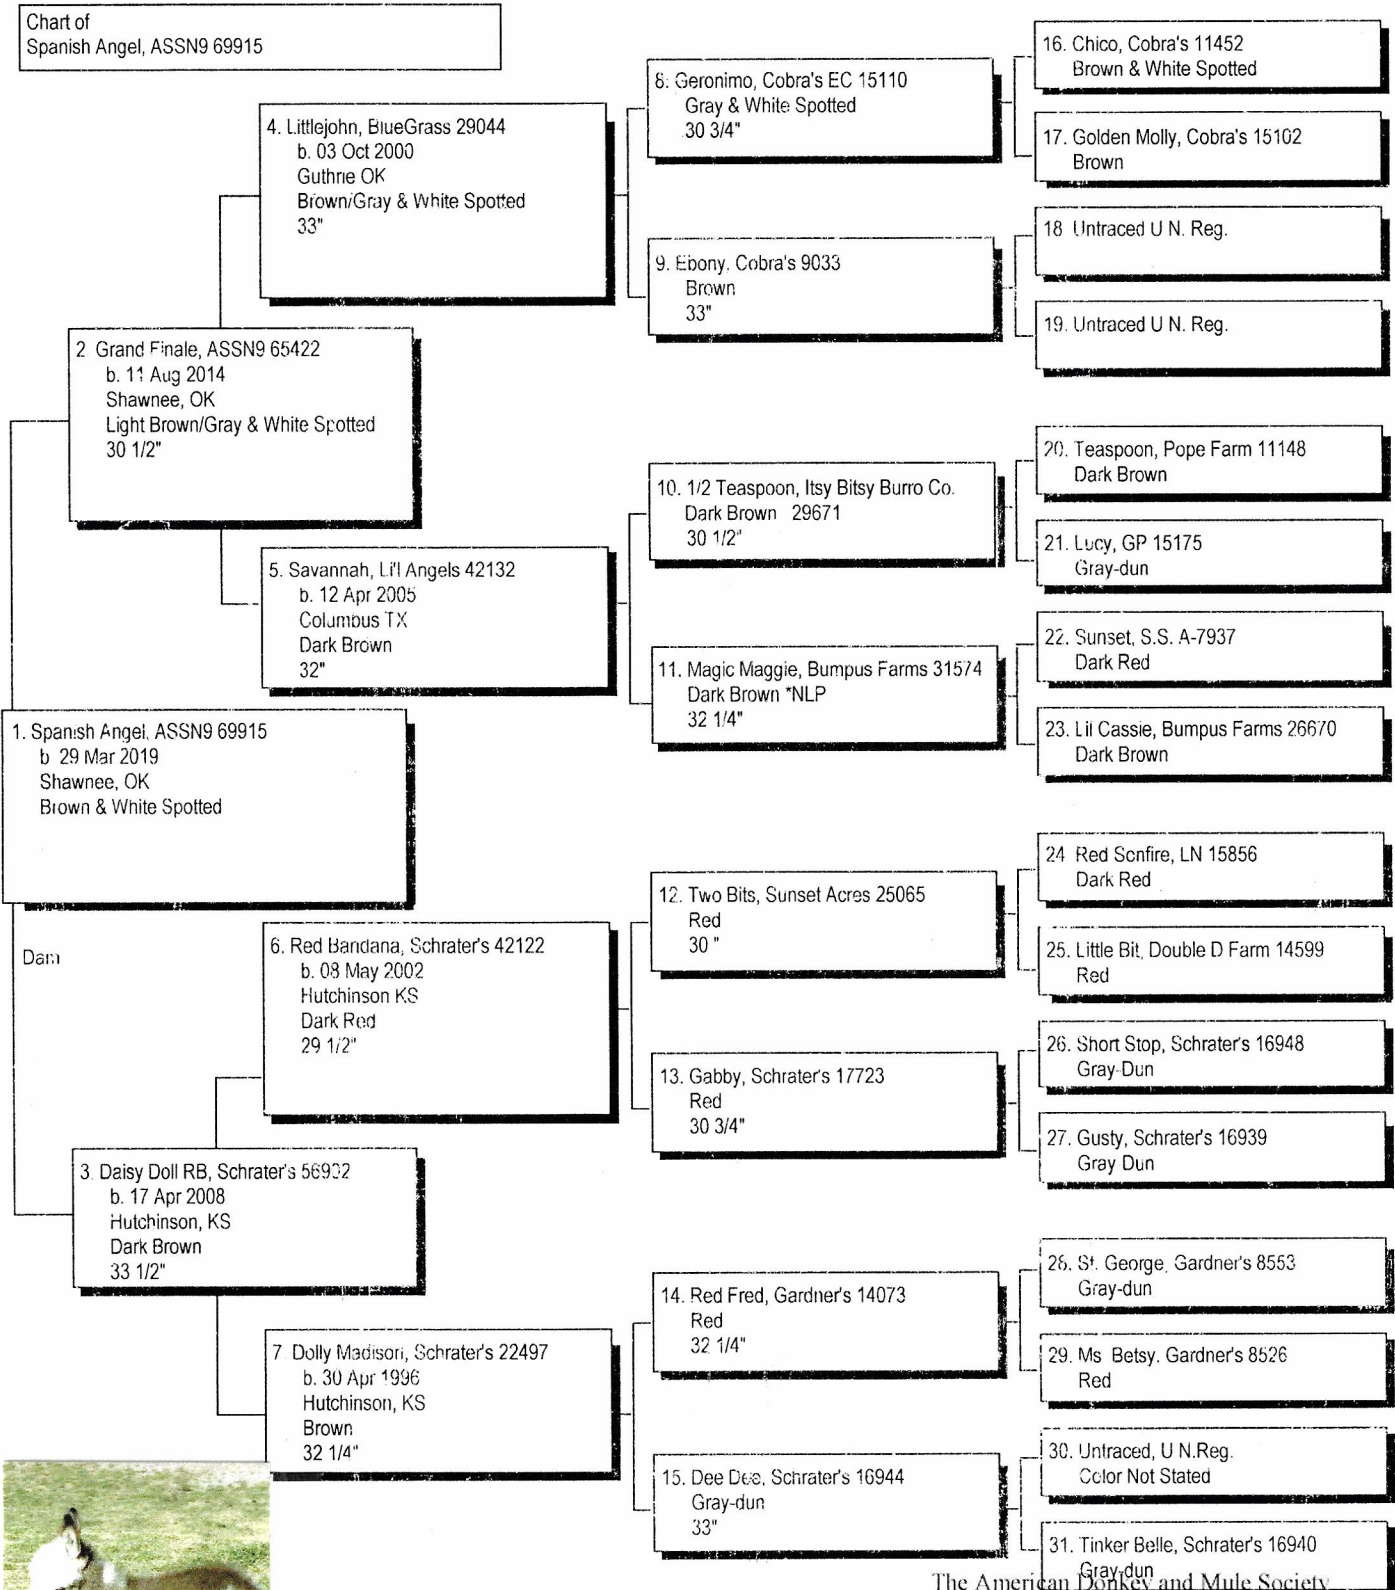 Chart of
Spanish Angel, ASSN9 69915
1. Spanish Angel, ASSN9 69915
b 29 Mar 2019
Shawnee, OK
Brown & White Spotted
Dam
2 Grand Finale, ASSN9 65422
b. 11 Aug 2014
Shawnee, OK
Light Brown/Gray & White Spotted
30 1/2"
3. Daisy Doll RB, Schrater's
b. 17 Apr 2008
Hutchinson, KS
Dark Brown
33 1/2"
4. Littlejohn, BlueGrass 29044
b. 03 Oct 2000
Guthrie OK
Brown/Gray & White Spotted
33"
5. Savannah, Li'l Angels 42132
b. 12 Apr 2005
Columbus TX
Dark Brown
32"
6. Red Bandana, Schrater's 42122
b. 08 May 2002
Hutchinson KS
Dark Red
29 1/2"
7 Dolly Madison, Schrater's 22497
b. 30 Apr 1996
Hutchinson, KS
Brown
32 1/4"
8. Geronimo, Cobra's EC 15110
Gray & White Spotted
30 3/4"
9. Ebony, Cobra's 9033
Brown
33"
10. 1/2 Teaspoon, Itsy Bitsy Burro Co.
Dark Brown 29671
30 1/2"
11. Magic Maggie, Bumpus Farms 31574
Dark Brown *NLP
32 1/4"
12. Two Bits, Sunset Acres 25065
Red
30 "
13. Gabby, Schrater's 17723
Red
30 3/4"
14. Red Fred, Gardner's 14073
Red
32 1/4"
15. Dee Dee, Schrater's 16944
Gray-dun
33"
16. Chico, Cobra's 11452
Brown & White Spotted
17. Golden Molly, Cobra's 15102
Brown
18 Untraced U N. Reg.
19. Untraced U N. Reg.
20. Teaspoon, Pope Farm 11148
Dark Brown
21. Lucy, GP 15175
Gray-dun
22. Sunset, S.S. A-7937
Dark Red
23. Lil Cassie, Bumpus Farms 26670
Dark Brown
24 Red Sonfire, LN 15856
Dark Red
25. Little Bit, Double D Farm 14599
Red
26. Short Stop, Schrater's 16948
Gray-Dun
27. Gusty, Schrater's 16939
Gray Dun
28. St. George, Gardner's 8553
Gray-dun
29. Ms Betsy, Gardner's 8526
Red
30. Untraced, U N.Reg.
Color Not Stated
31. Tinker Belle, Schrater's 16940
Gray-dun
The American Donkey and Mule Society